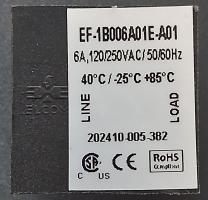 EF-1B006A01E-A01
6A,120/250VAC/50/60Hz
40°C/-25°C +85°C
LINE
LOAD
202410-005-382
C US
CE
RoHS
Compliant